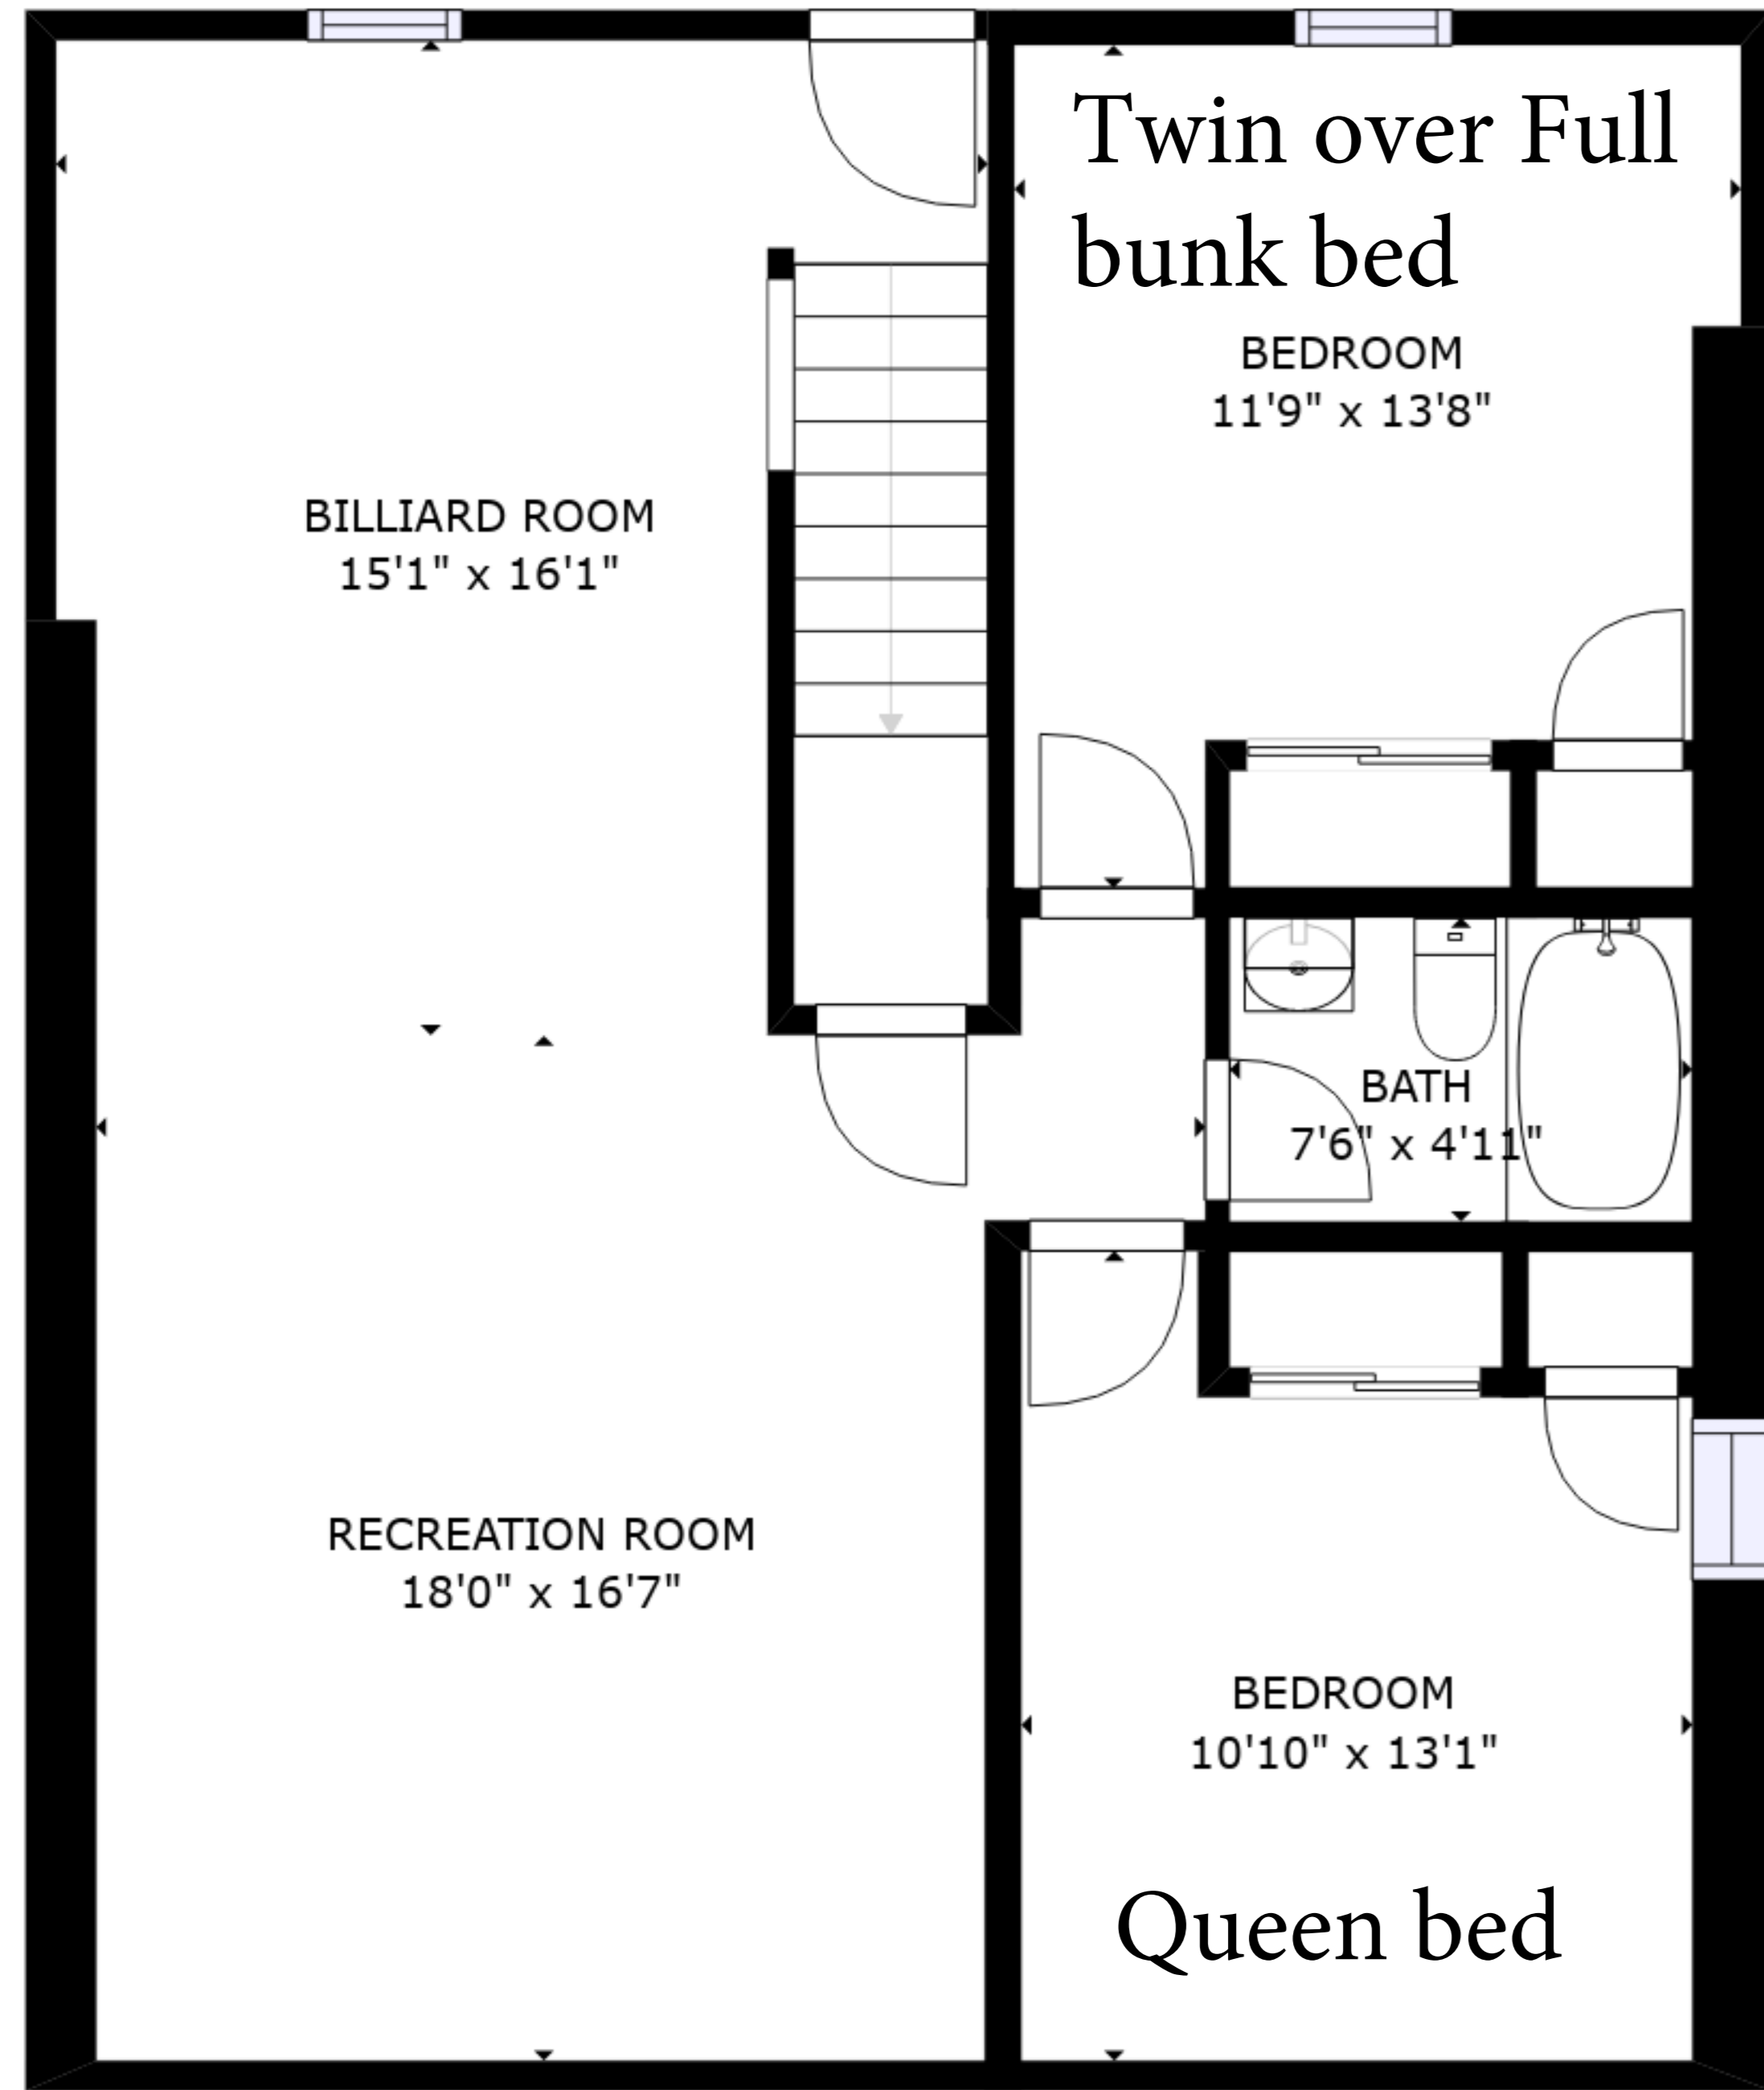 Twin over Full
bunk bed
BEDROOM
11'9" x 13'8"
BILLIARD ROOM
15'1" x 16'1"
BATH
7'6" x 4'11"
RECREATION ROOM
18'0" x 16'7"
BEDROOM
10'10" x 13'1"
Queen bed